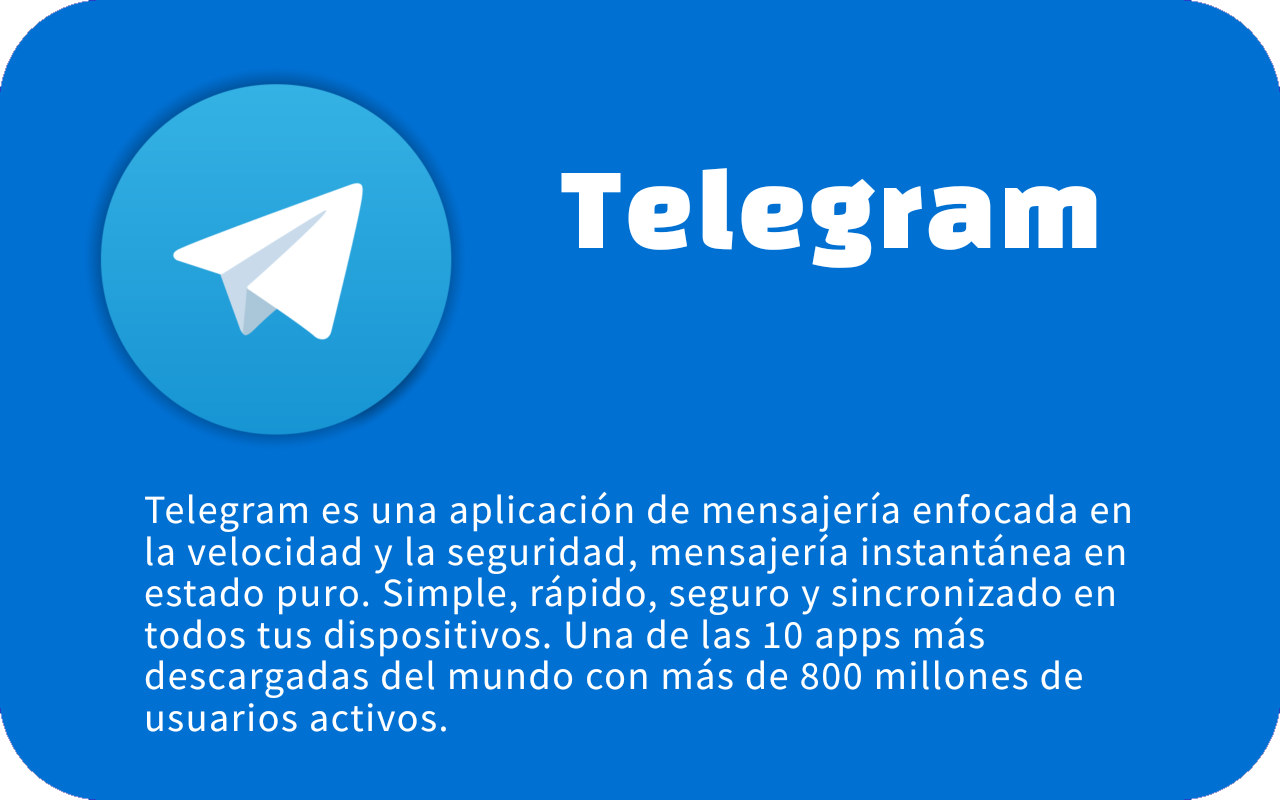 Telegram
Telegram es una aplicación de mensajería enfocada en
la velocidad y la seguridad, mensajería instantánea en
estado puro. Simple, rápido, seguro y sincronizado en
todos tus dispositivos. Una de las 10 apps más
descargadas del mundo con más de 800 millones de
usuarios activos.